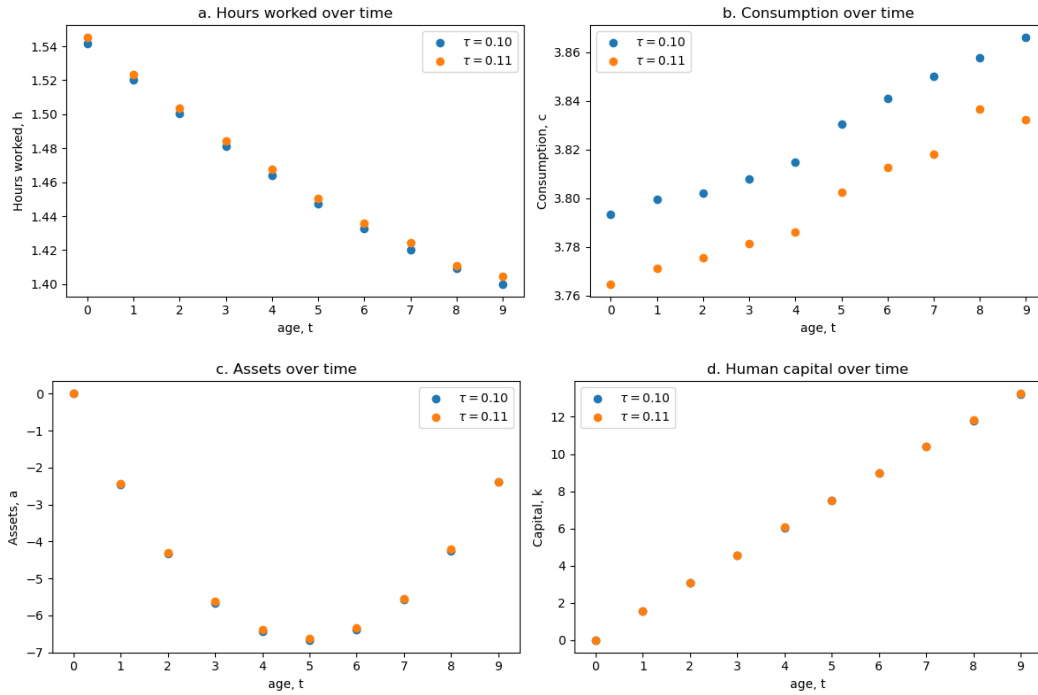 a. Hours worked over time
Hours worked, h
1.54
1.52
1.50
1.48
1.46
1.44
1.42
1.40
τ = 0.10
τ = 0.11
0 1 2 3 4 5 6 7 8 9
age, t
b. Consumption over time
Consumption, c
3.86
3.84
3.82
3.80
3.78
3.76
τ = 0.10
τ = 0.11
0 1 2 3 4 5 6 7 8 9
age, t
c. Assets over time
Assets, a
0
−1
−2
−3
−4
−5
−6
−7
τ = 0.10
τ = 0.11
0 1 2 3 4 5 6 7 8 9
age, t
d. Human capital over time
Capital, k
12
10
8
6
4
2
0
τ = 0.10
τ = 0.11
0 1 2 3 4 5 6 7 8 9
age, t